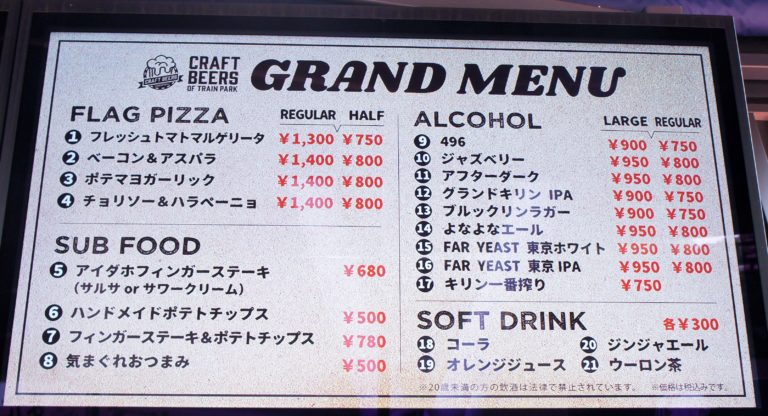 CRAFT BEERS
CRAFT
BEERS
OF TRAIN PARK
GRAND MENU
FLAG PIZZA REGULAR HALF
1 フレッシュトマトマルゲリータ ¥1,300 ¥750
2 ベーコン&アスパラ ¥1,400 ¥800
3 ポテマヨガーリック ¥1,400 ¥800
4 チョリソー&ハラペーニョ ¥1,400 ¥800
SUB FOOD
5 アイダホフィンガーステーキ ¥680
(サルサ or サワークリーム)
6 ハンドメイドポテトチップス ¥500
7 フィンガーステーキ&ポテトチップス ¥780
8 気まぐれおつまみ ¥500
ALCOHOL LARGE REGULAR
9 496 ¥900 ¥750
10 ジャズベリー ¥950 ¥800
11 アフターダーク ¥950 ¥800
12 グランドキリン IPA ¥900 ¥750
13 ブルックリンラガー ¥900 ¥750
14 よなよなエール ¥950 ¥800
15 FAR YEAST 東京ホワイト ¥950 ¥800
16 FAR YEAST 東京 IPA ¥950 ¥800
17 キリン一番搾り ¥750
SOFT DRINK 各¥300
18 コーラ 20 ジンジャエール
19 オレンジジュース 21 ウーロン茶
※20歳未満の方の飲酒は法律で禁止されています。 ※価格は税込みです。